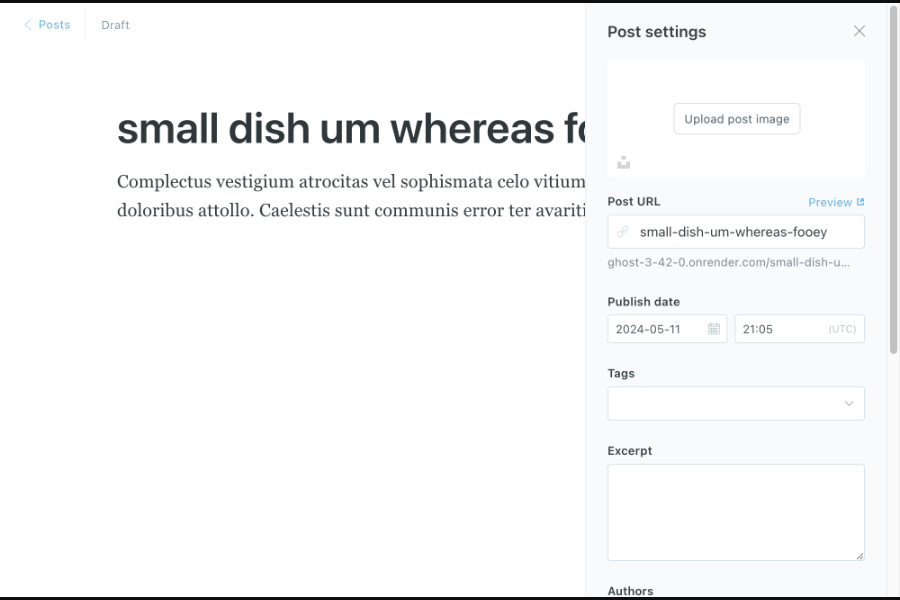 Posts
Draft
small dish um whereas
Complectus vestigium atrocitas vel sophismata celo vitium
doloribus attollo. Caelestis sunt communis error ter
Post settings
Upload post image
Post URL
Preview
small-dish-um-whereas-fooey
ghost-3-42-0.onrender.com/small-dish-u...
Publish date
2024-05-11
21:05
(UTC)
Tags
Excerpt
Authors